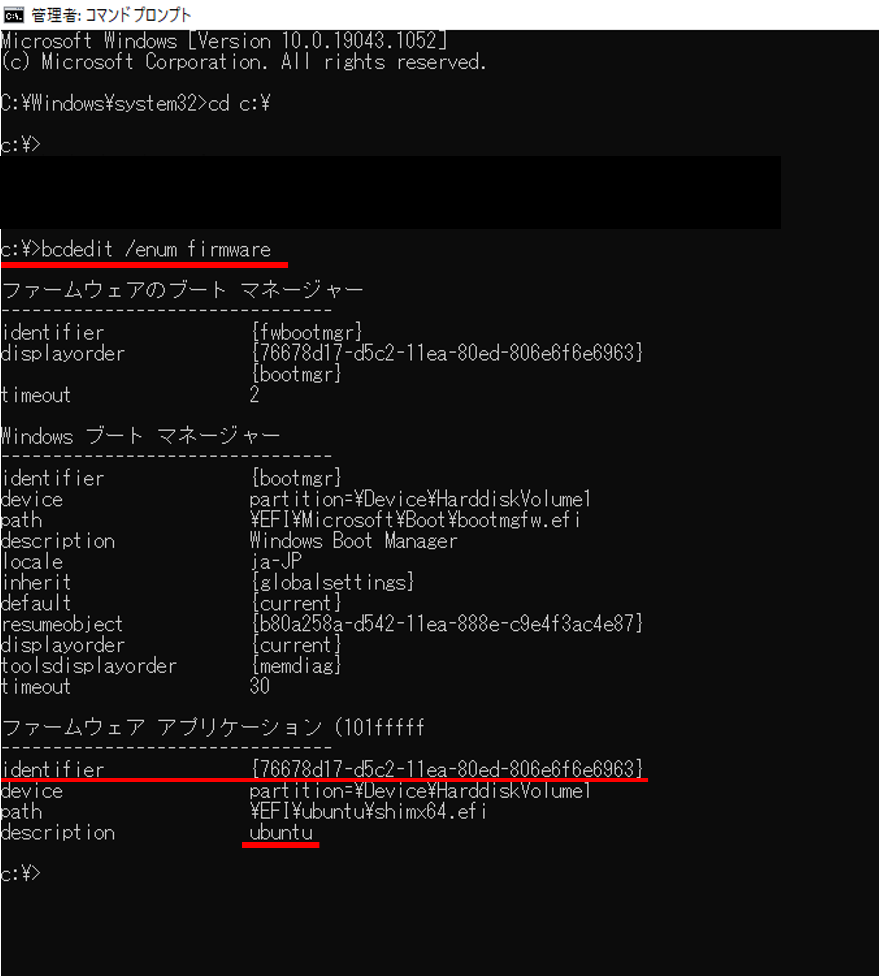 管理者: コマンド プロンプト
Microsoft Windows [Version 10.0.19043.1052]
(c) Microsoft Corporation. All rights reserved.
C:¥Windows¥system32>cd c:¥
c:¥>
c:¥>bcdedit /enum firmware
ファームウェアのブート マネージャー
--------------------------------
identifier {fwbootmgr}
displayorder {76678d17-d5c2-11ea-80ed-806e6f6e6963}
{bootmgr}
timeout 2
Windows ブート マネージャー
--------------------------------
identifier {bootmgr}
device partition=¥Device¥HarddiskVolume1
path ¥EFI¥Microsoft¥Boot¥bootmgfw.efi
description Windows Boot Manager
locale ja-JP
inherit {globalsettings}
default {current}
resumeobject {b80a258a-d542-11ea-888e-c9e4f3ac4e87}
displayorder {current}
toolsdisplayorder {memdiag}
timeout 30
ファームウェア アプリケーション (101fffff
--------------------------------
identifier {76678d17-d5c2-11ea-80ed-806e6f6e6963}
device partition=¥Device¥HarddiskVolume1
path ¥EFI¥ubuntu¥shimx64.efi
description ubuntu
c:¥>